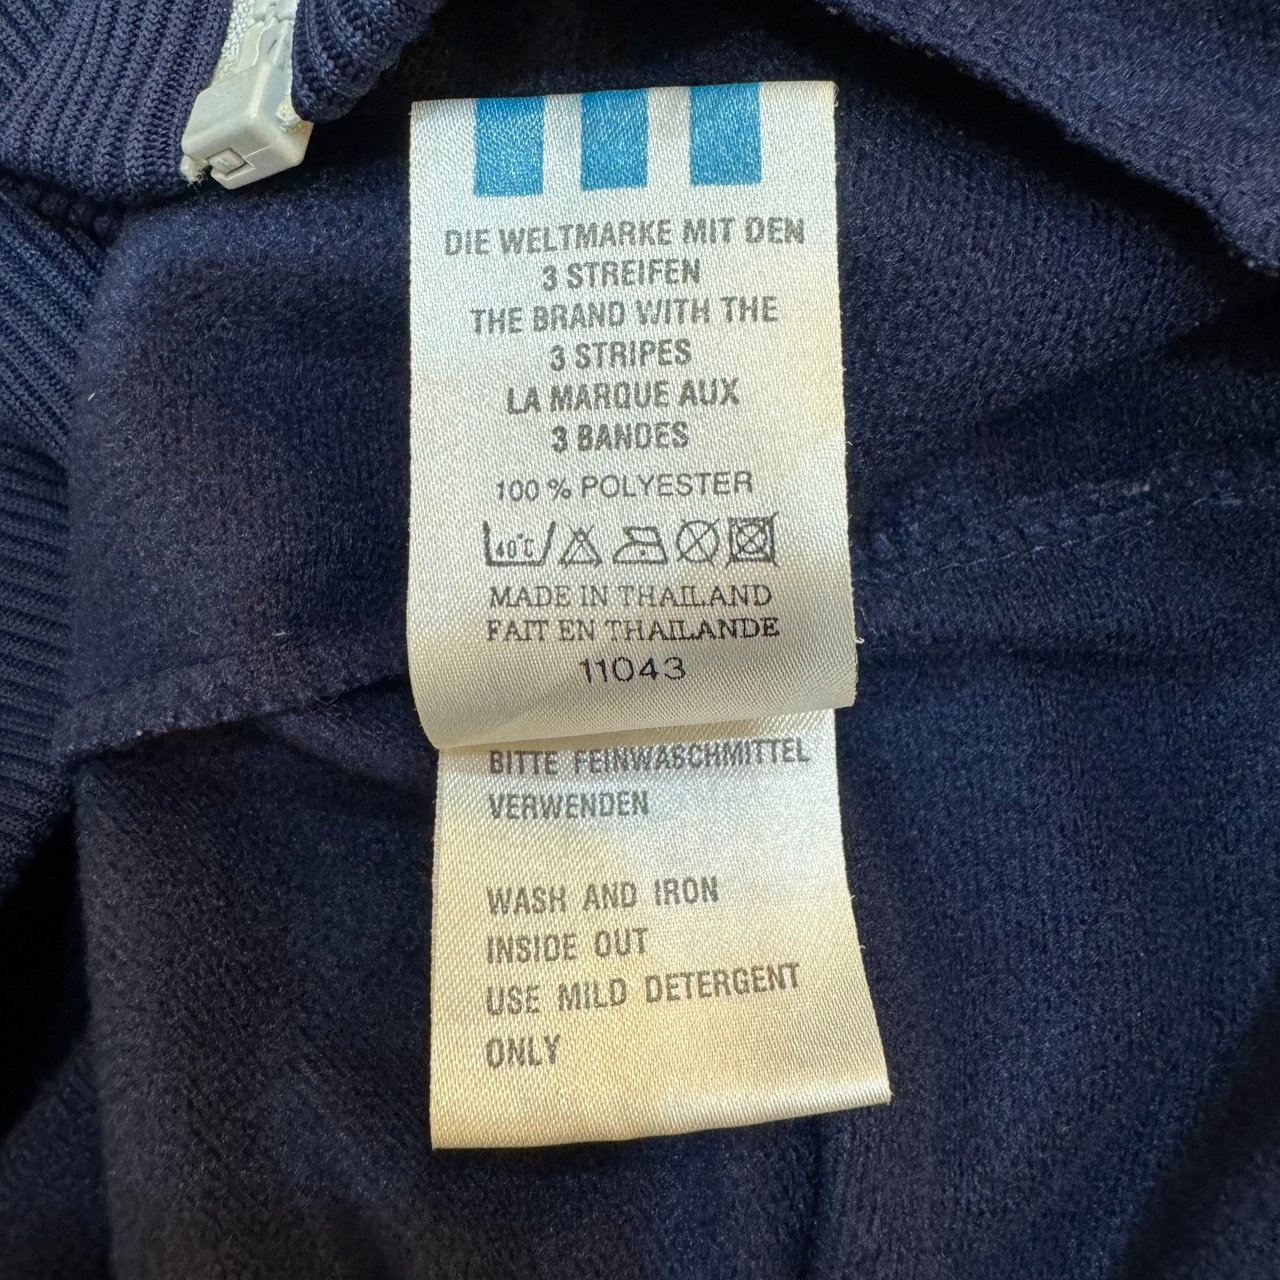 DIE WELTMARKE MIT DEN
3 STREIFEN
THE BRAND WITH THE
3 STRIPES
LA MARQUE AUX
3 BANDES
100 % POLYESTER
40°C
MADE IN THAILAND
FAIT EN THAILANDE
11043
BITTE FEINWASCHMITTEL
VERWENDEN
WASH AND IRON
INSIDE OUT
USE MILD DETERGENT
ONLY